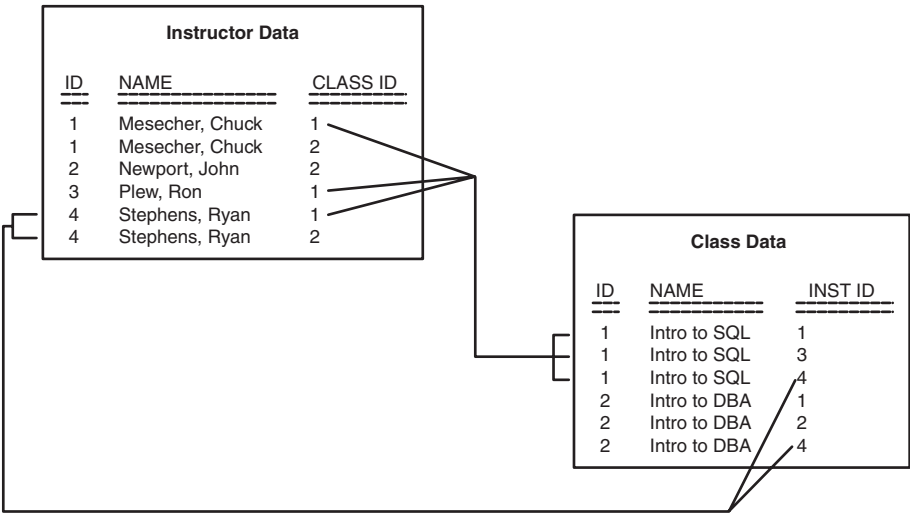 Instructor Data
ID NAME CLASS ID
1 Mesecher, Chuck 1
1 Mesecher, Chuck 2
2 Newport, John 2
3 Plew, Ron 1
4 Stephens, Ryan 1
4 Stephens, Ryan 2
Class Data
ID NAME INST ID
1 Intro to SQL 1
1 Intro to SQL 3
1 Intro to SQL 4
2 Intro to DBA 1
2 Intro to DBA 2
2 Intro to DBA 4